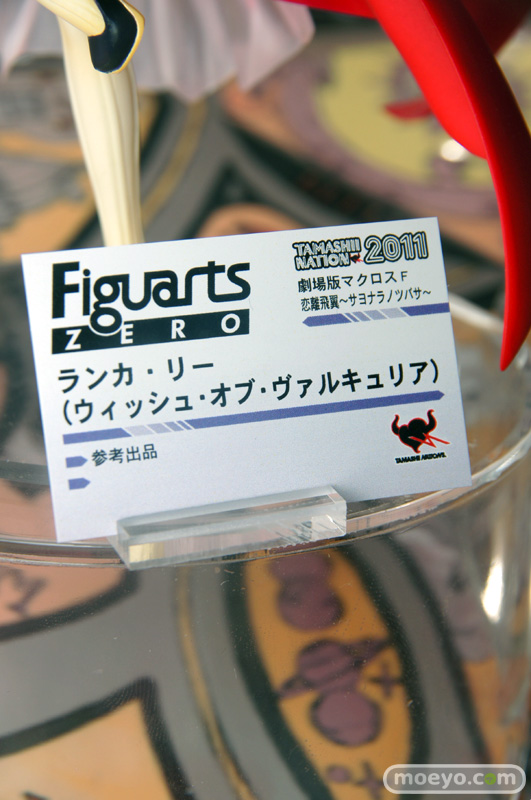 Figuarts
ZERO
TAMASHII
NATION 2011
劇場版マクロスF
恋離飛翼～サヨナラノツバサ～
ランカ・リー
(ウィッシュ・オブ・ヴァルキュリア)
参考出品
TAMASHII NATIONS
moeyo.com